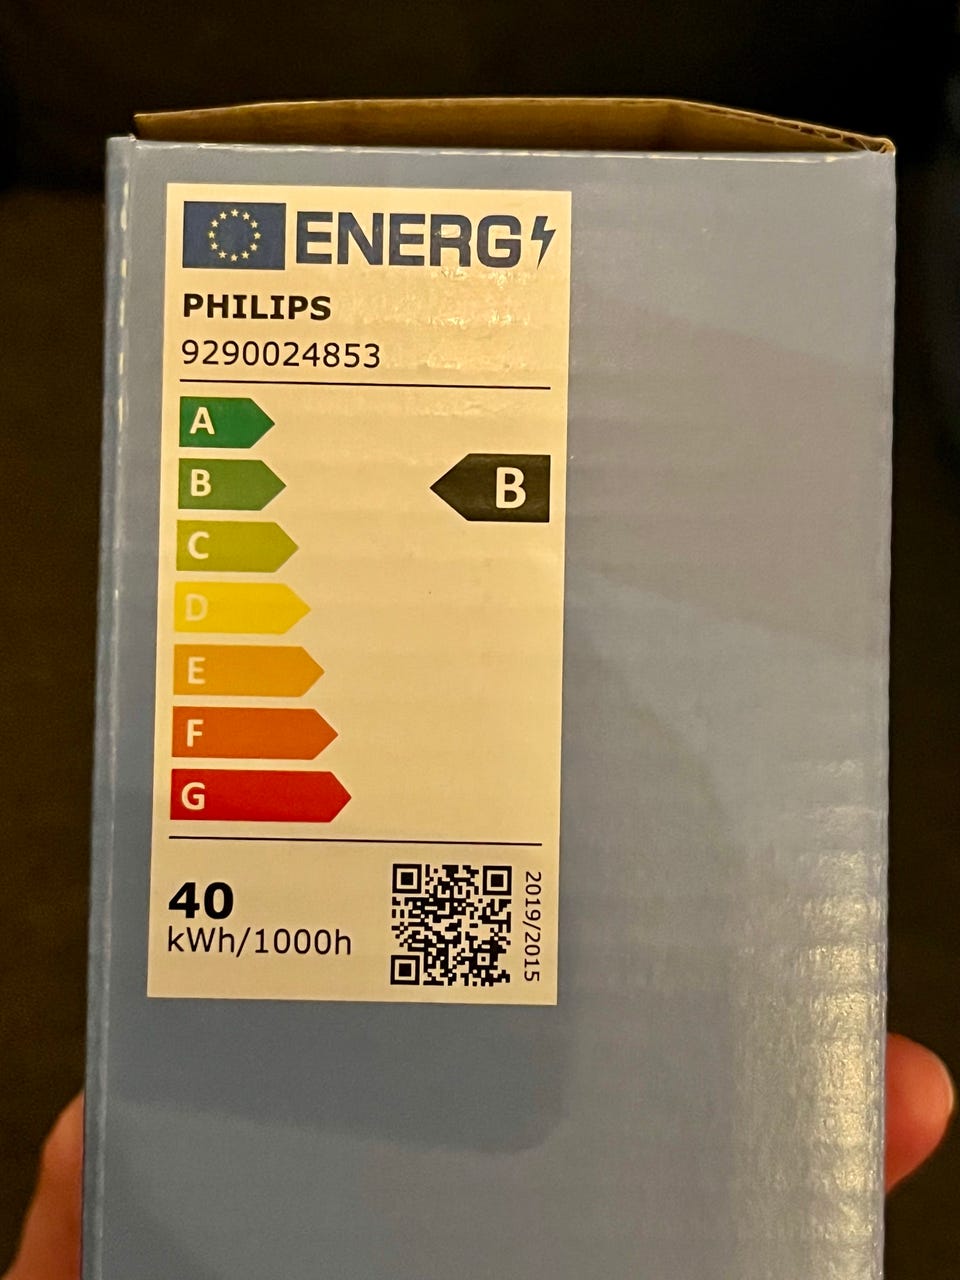 ENERG
PHILIPS
9290024853
A
B
B
C
D
E
F
G
40
kWh/1000h
2019/2015